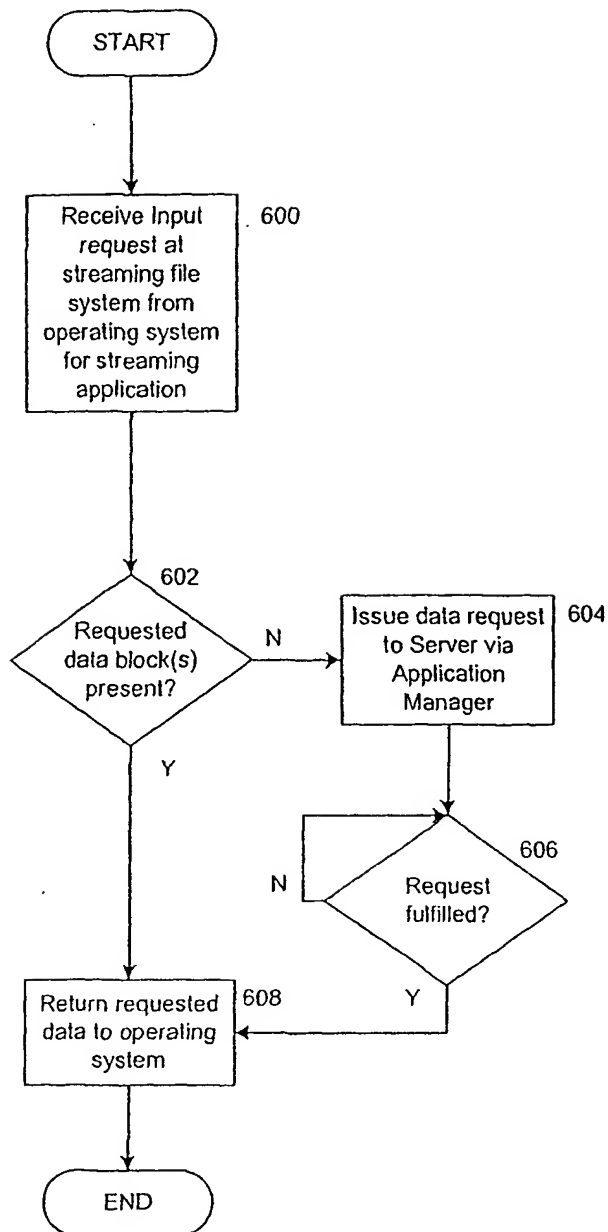 START
Receive Input
request at
streaming file
system from
operating system
for streaming
application
600
602
Requested
data block(s)
present?
N
Y
Issue data request
to Server via
Application
Manager
604
606
Request
fulfilled?
N
Y
Return requested
data to operating
system
608
END